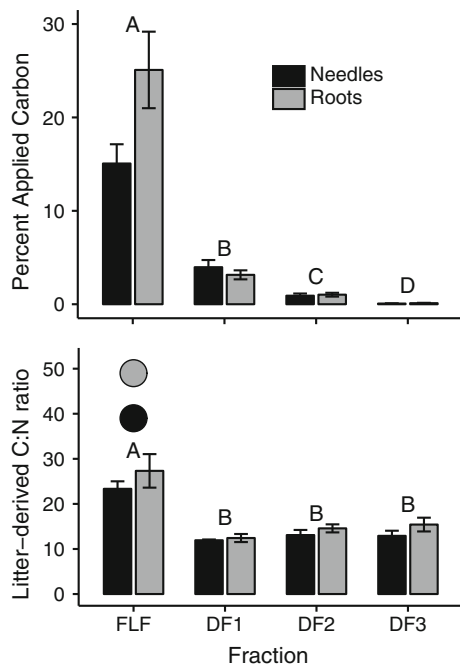 30
20
10
0
Percent Applied Carbon
A
B
C
D
Needles
Roots
50
40
30
20
10
0
Litter–derived C:N ratio
A
B
B
B
FLF DF1 DF2 DF3
Fraction